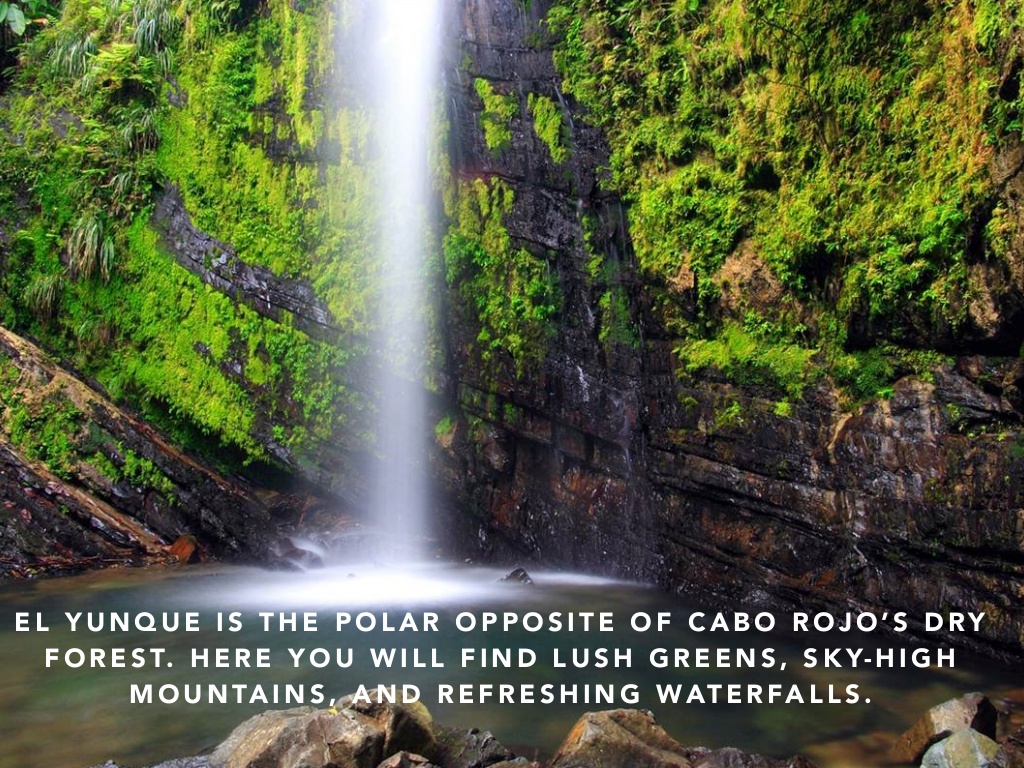 EL YUNQUE IS THE POLAR OPPOSITE OF CABO ROJO’S DRY
FOREST. HERE YOU WILL FIND LUSH GREENS, SKY-HIGH
MOUNTAINS, AND REFRESHING WATERFALLS.